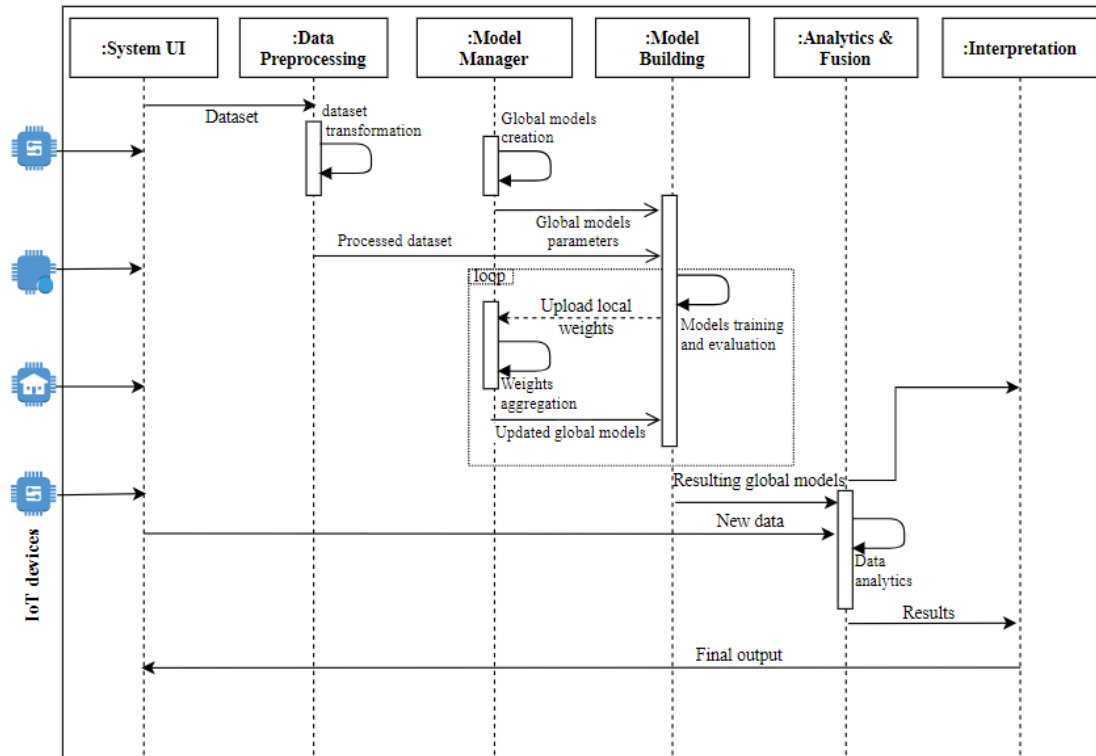 :System UI
:Data
Preprocessing
:Model
Manager
:Model
Building
:Analytics &
Fusion
:Interpretation
Dataset
dataset
transformation
Global models
creation
Global models
parameters
Processed dataset
loop
Upload local
weights
Models training
and evaluation
Weights
aggregation
Updated global models
Resulting global models
New data
Data
analytics
Results
Final output
IoT devices